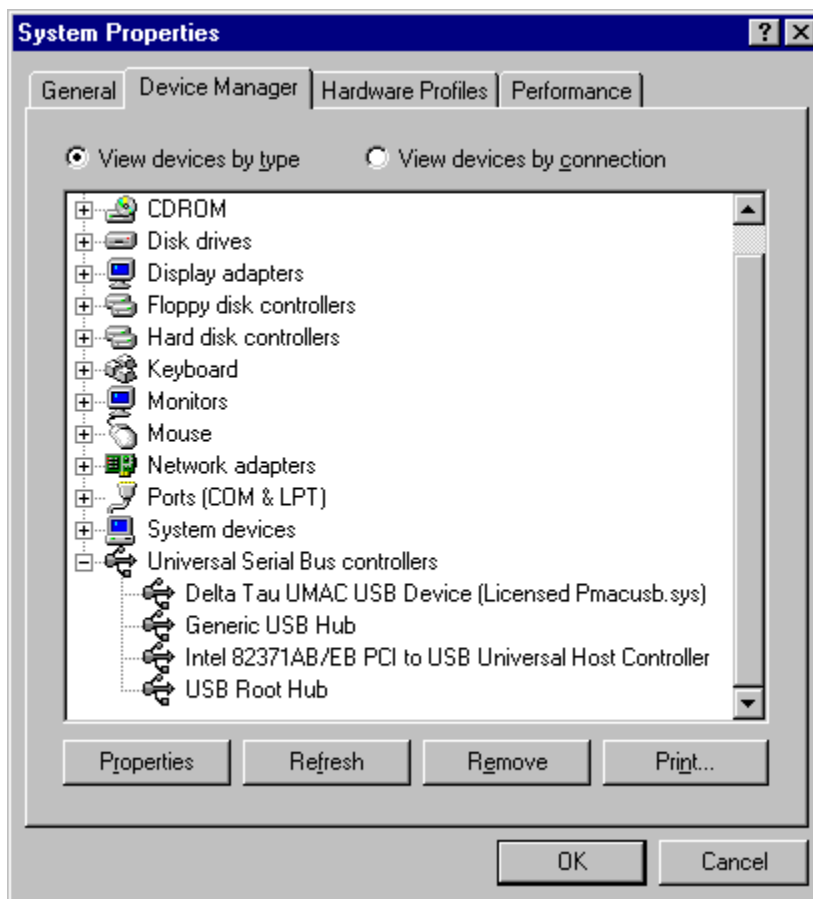 System Properties
General Device Manager Hardware Profiles Performance
View devices by type View devices by connection
CDROM
Disk drives
Display adapters
Floppy disk controllers
Hard disk controllers
Keyboard
Monitors
Mouse
Network adapters
Ports (COM & LPT)
System devices
Universal Serial Bus controllers
Delta Tau UMAC USB Device (Licensed Pmacusb.sys)
Generic USB Hub
Intel 82371AB/EB PCI to USB Universal Host Controller
USB Root Hub
Properties Refresh Remove Print...
OK Cancel